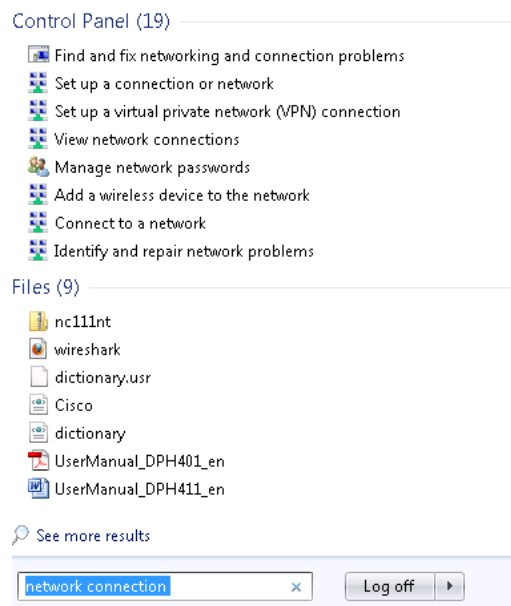 Control Panel (19)
Find and fix networking and connection problems
Set up a connection or network
Set up a virtual private network (VPN) connection
View network connections
Manage network passwords
Add a wireless device to the network
Connect to a network
Identify and repair network problems
Files (9)
nc111nt
wireshark
dictionary.usr
Cisco
dictionary
UserManual_DPH401_en
UserManual_DPH411_en
See more results
network connection
Log off